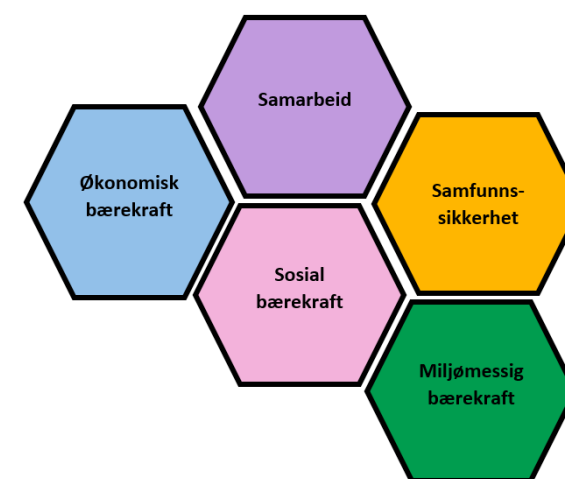 Samarbeid
Økonomisk
bærekraft
Samfunns-
sikkerhet
Sosial
bærekraft
Miljømessig
bærekraft